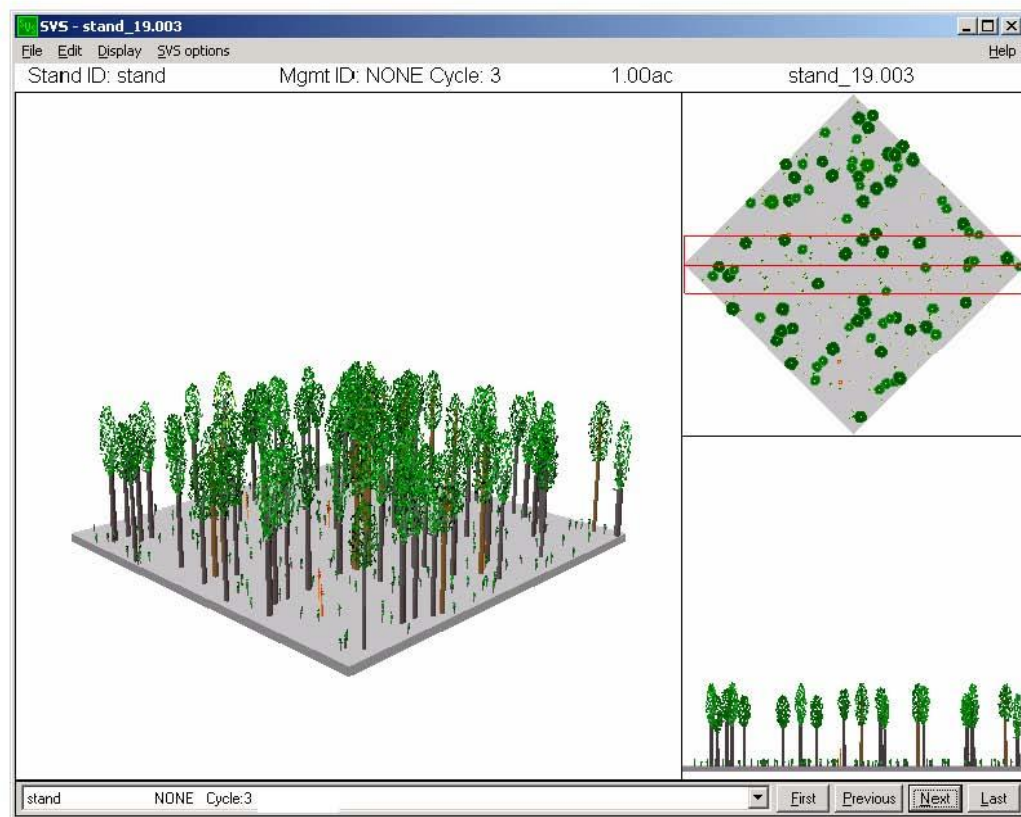 SVS - stand_19.003
File Edit Display SVS options Help
Stand ID: stand Mgmt ID: NONE Cycle: 3 1.00ac stand_19.003
stand NONE Cycle:3 First Previous Next Last